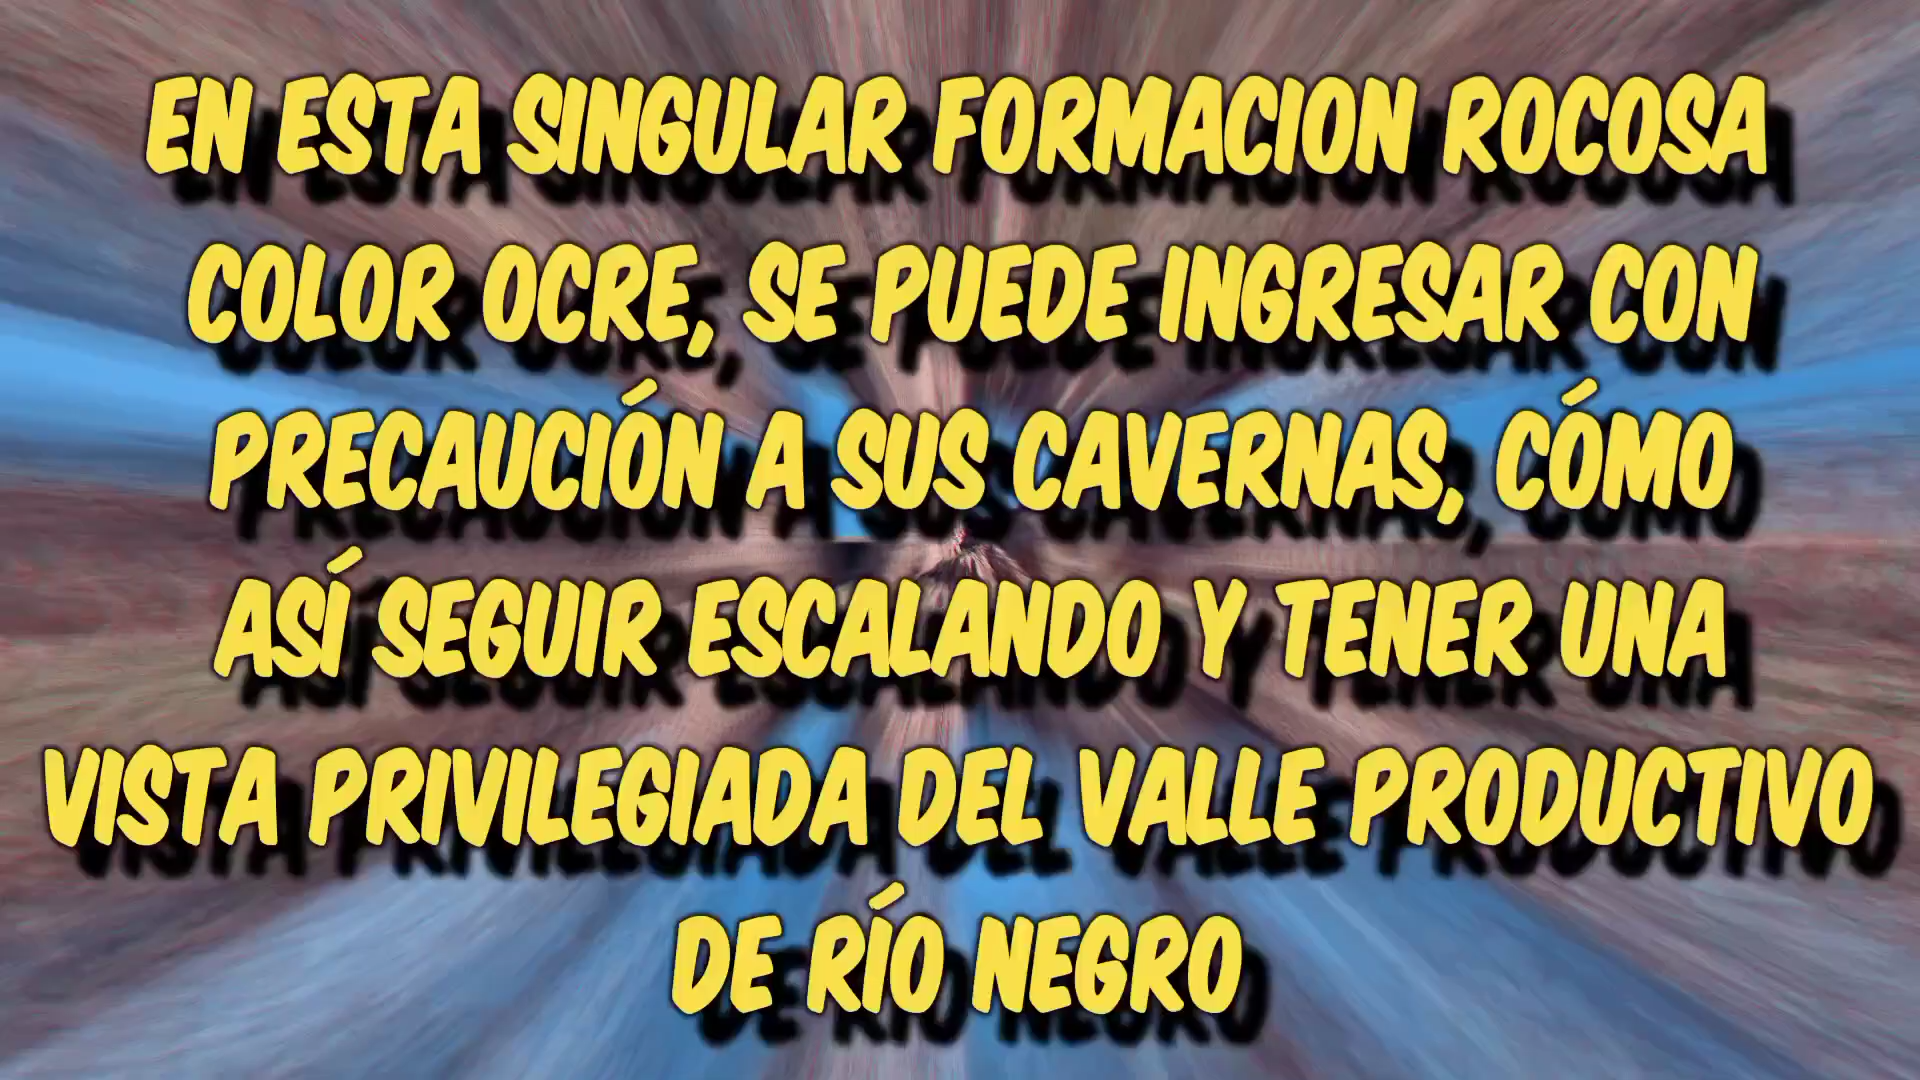 EN ESTA SINGULAR FORMACION ROCOSA
COLOR OCRE, SE PUEDE INGRESAR CON
PRECAUCIÓN A SUS CAVERNAS, CÓMO
ASÍ SEGUIR ESCALANDO Y TENER UNA
VISTA PRIVILEGIADA DEL VALLE PRODUCTIVO
DE RÍO NEGRO